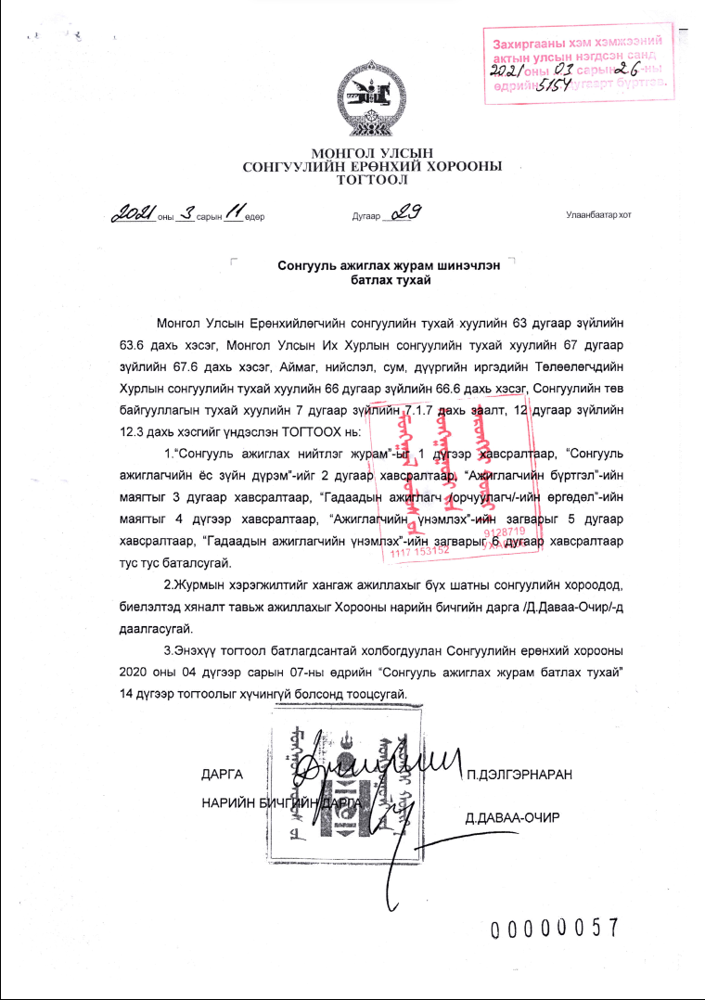 Захиргааны хэм хэмжээний
актын улсын нэгдсэн санд
2021 оны 03 сарын 26-ны
өдрийн 5154 дугаарт бүртгэв.
МОНГОЛ УЛСЫН
СОНГУУЛИЙН ЕРӨНХИЙ ХОРООНЫ
ТОГТООЛ
2021 оны 3 сарын 11 өдөр Дугаар 29 Улаанбаатар хот
Сонгууль ажиглах журам шинэчлэн
батлах тухай
Монгол Улсын Ерөнхийлөгчийн сонгуулийн тухай хуулийн 63 дугаар зүйлийн
63.6 дахь хэсэг, Монгол Улсын Их Хурлын сонгуулийн тухай хуулийн 67 дугаар
зүйлийн 67.6 дахь хэсэг, Аймаг, нийслэл, сум, дүүргийн иргэдийн Төлөөлөгчдийн
Хурлын сонгуулийн тухай хуулийн 66 дугаар зүйлийн 66.6 дахь хэсэг, Сонгуулийн төв
байгууллагын тухай хуулийн 7 дугаар зүйлийн 7.1.7 дахь заалт, 12 дугаар зүйлийн
12.3 дахь хэсгийг үндэслэн ТОГТООХ нь:
1.“Сонгууль ажиглах нийтлэг журам”-ыг 1 дүгээр хавсралтаар, “Сонгууль
ажиглагчийн ёс зүйн дүрэм”-ийг 2 дугаар хавсралтаар, “Ажиглагчийн бүртгэл”-ийн
маягтыг 3 дугаар хавсралтаар, “Гадаадын ажиглагч /орчуулагч/-ийн өргөдөл”-ийн
маягтыг 4 дүгээр хавсралтаар, “Ажиглагчийн үнэмлэх”-ийн загварыг 5 дугаар
хавсралтаар, “Гадаадын ажиглагчийн үнэмлэх”-ийн загварыг 6 дугаар хавсралтаар
тус тус баталсугай.
9128719
1117 153152
2.Журмын хэрэгжилтийг хангаж ажиллахыг бүх шатны сонгуулийн хороодод,
биелэлтэд хяналт тавьж ажиллахыг Хорооны нарийн бичгийн дарга /Д.Даваа-Очир/-д
даалгасугай.
3.Энэхүү тогтоол батлагдсантай холбогдуулан Сонгуулийн ерөнхий хорооны
2020 оны 04 дүгээр сарын 07-ны өдрийн “Сонгууль ажиглах журам батлах тухай”
14 дүгээр тогтоолыг хүчингүй болсонд тооцсугай.
ДАРГА П.ДЭЛГЭРНАРАН
НАРИЙН БИЧГИЙН ДАРГА
Д.ДАВАА-ОЧИР
00000057